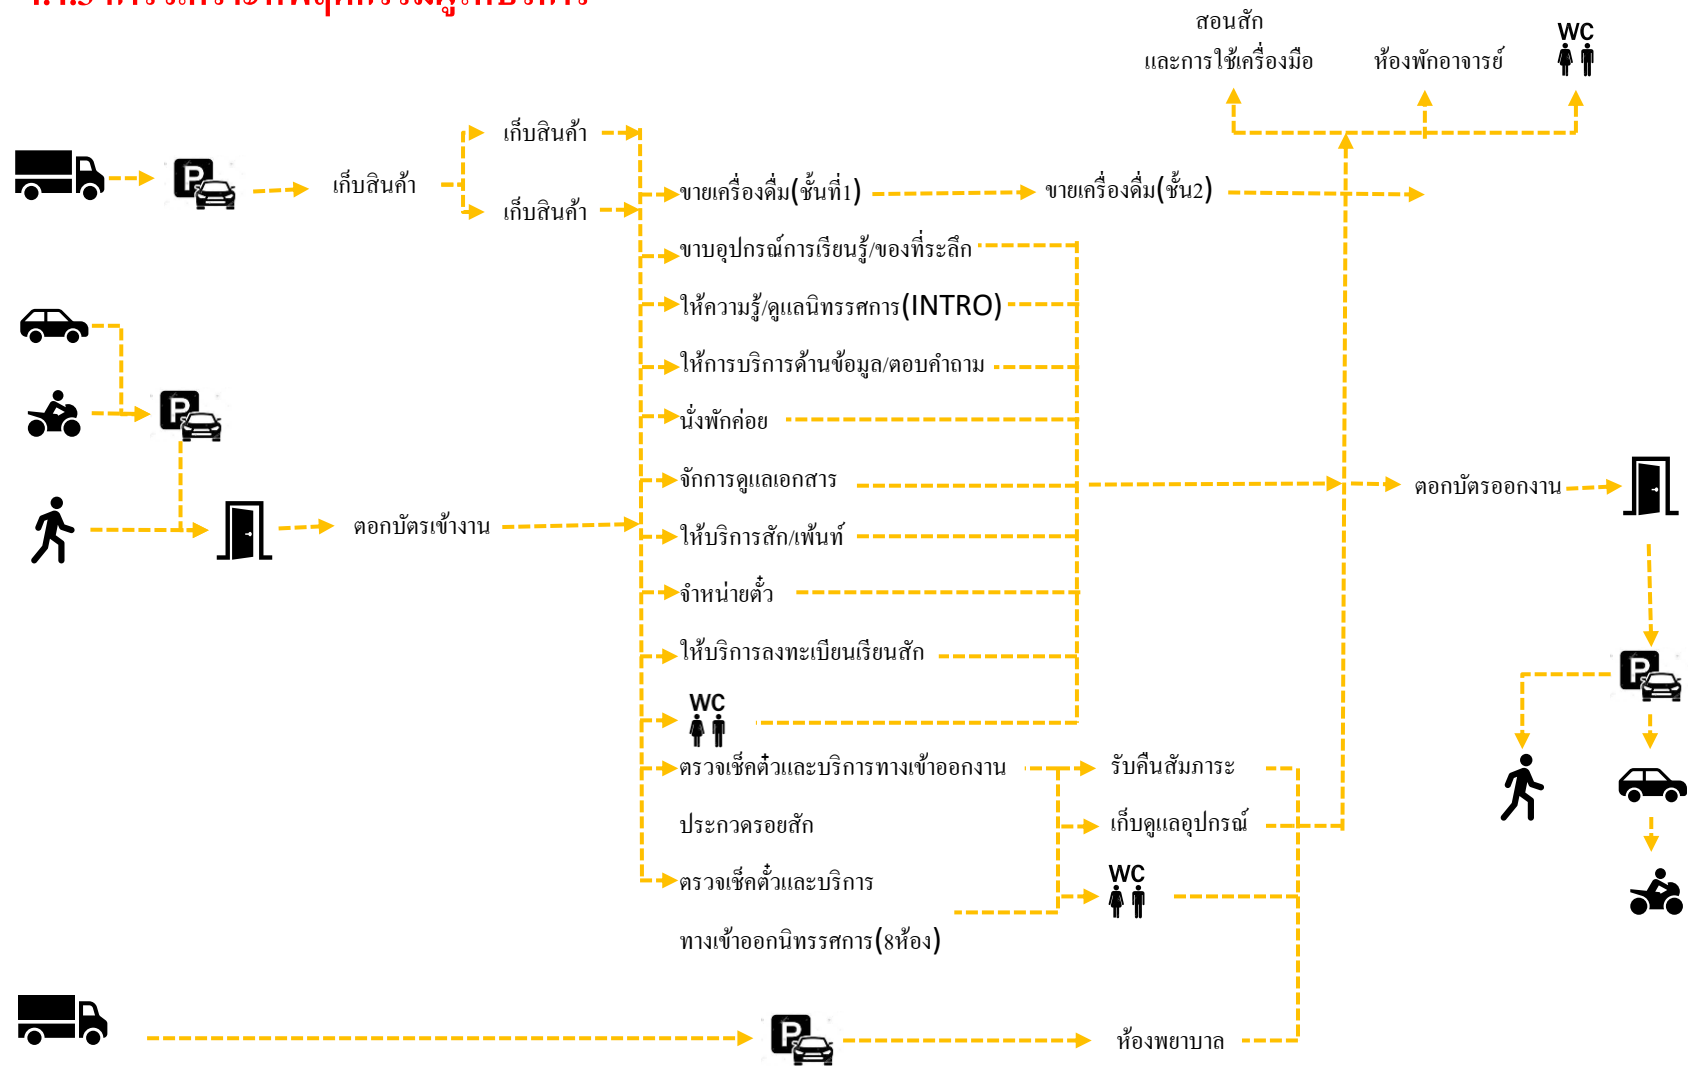 สอนสัก
และการใช้เครื่องมือ
ห้องพักอาจารย์
WC
เก็บสินค้า
P
เก็บสินค้า
เก็บสินค้า
ขายเครื่องดื่ม(ชั้นที่1)
ขายเครื่องดื่ม(ชั้น2)
ขาบอุปกรณ์การเรียนรู้/ของที่ระลึก
ให้ความรู้/ดูแลนิทรรศการ(INTRO)
ให้การบริการด้านข้อมูล/ตอบคำถาม
P
นั่งพักค่อย
จักการดูแลเอกสาร
ตอกบัตรออกงาน
ตอกบัตรเข้างาน
ให้บริการสัก/เพ้นท์
จำหน่ายตั๋ว
ให้บริการลงทะเบียนเรียนสัก
P
WC
ตรวจเช็คตั๋วและบริการทางเข้าออกงาน
รับคืนสัมภาระ
ประกวดรอยสัก
เก็บดูแลอุปกรณ์
ตรวจเช็คตั๋วและบริการ
WC
ทางเข้าออกนิทรรศการ(8ห้อง)
P
ห้องพยาบาล